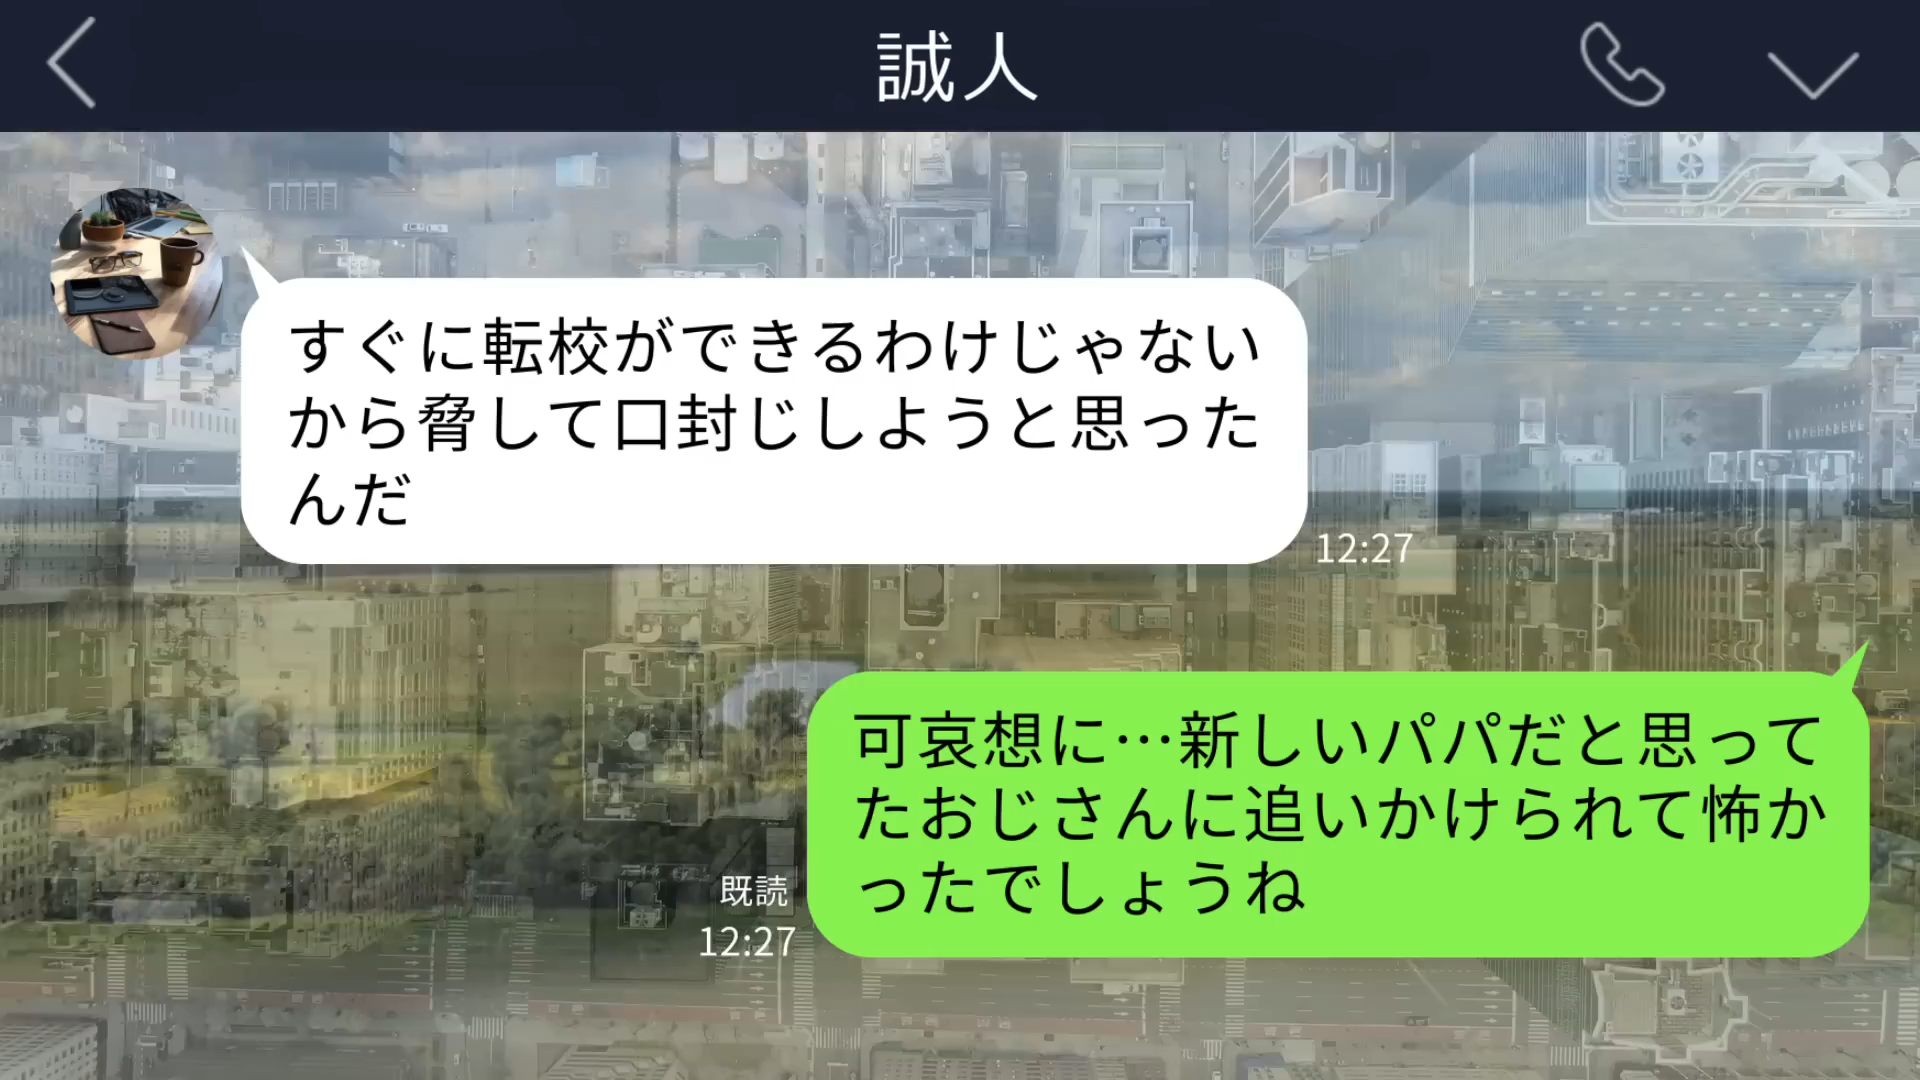 誠人
すぐに転校ができるわけじゃない
から脅して口封じしようと思った
んだ
12:27
可哀想に…新しいパパだと思って
たおじさんに追いかけられて怖か
ったでしょうね
既読
12:27